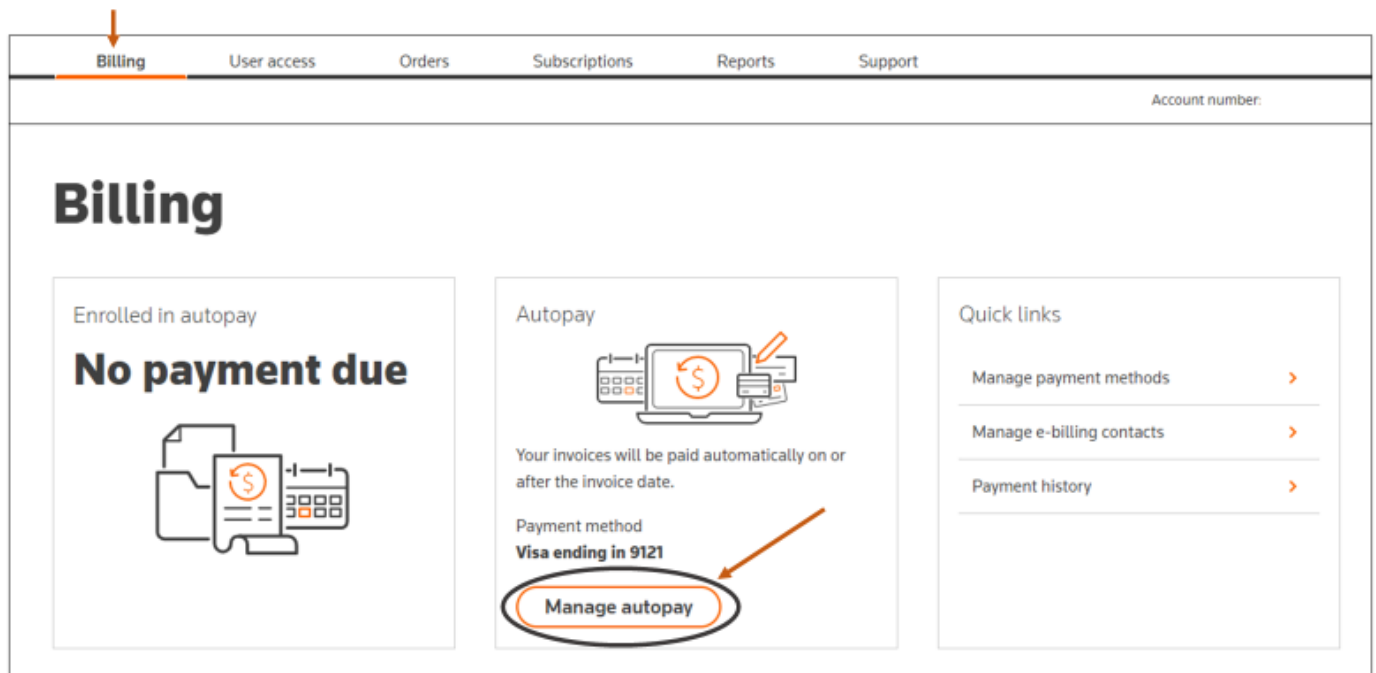 Billing User access Orders Subscriptions Reports Support
Account number:
Billing
Enrolled in autopay
No payment due
Autopay
Your invoices will be paid automatically on or
after the invoice date.
Payment method
Visa ending in 9121
Manage autopay
Quick links
Manage payment methods
Manage e-billing contacts
Payment history